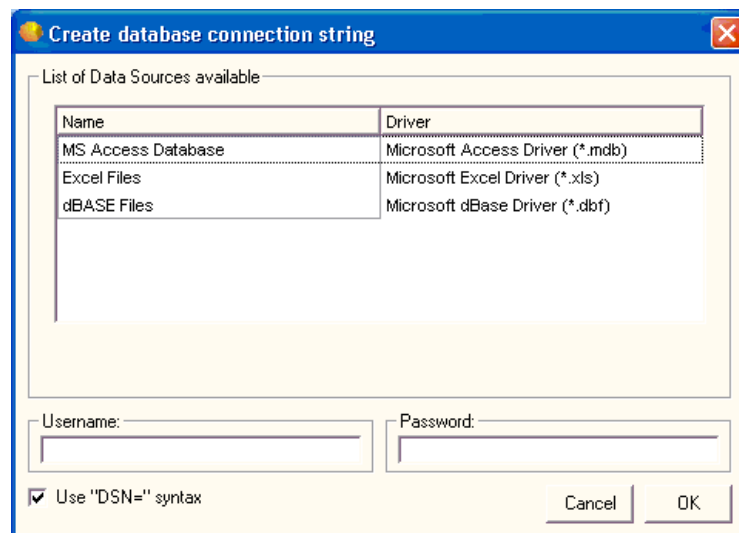 Create database connection string
List of Data Sources available
Name Driver
MS Access Database Microsoft Access Driver (*.mdb)
Excel Files Microsoft Excel Driver (*.xls)
dBASE Files Microsoft dBase Driver (*.dbf)
Username: Password:
Use "DSN=" syntax
Cancel OK